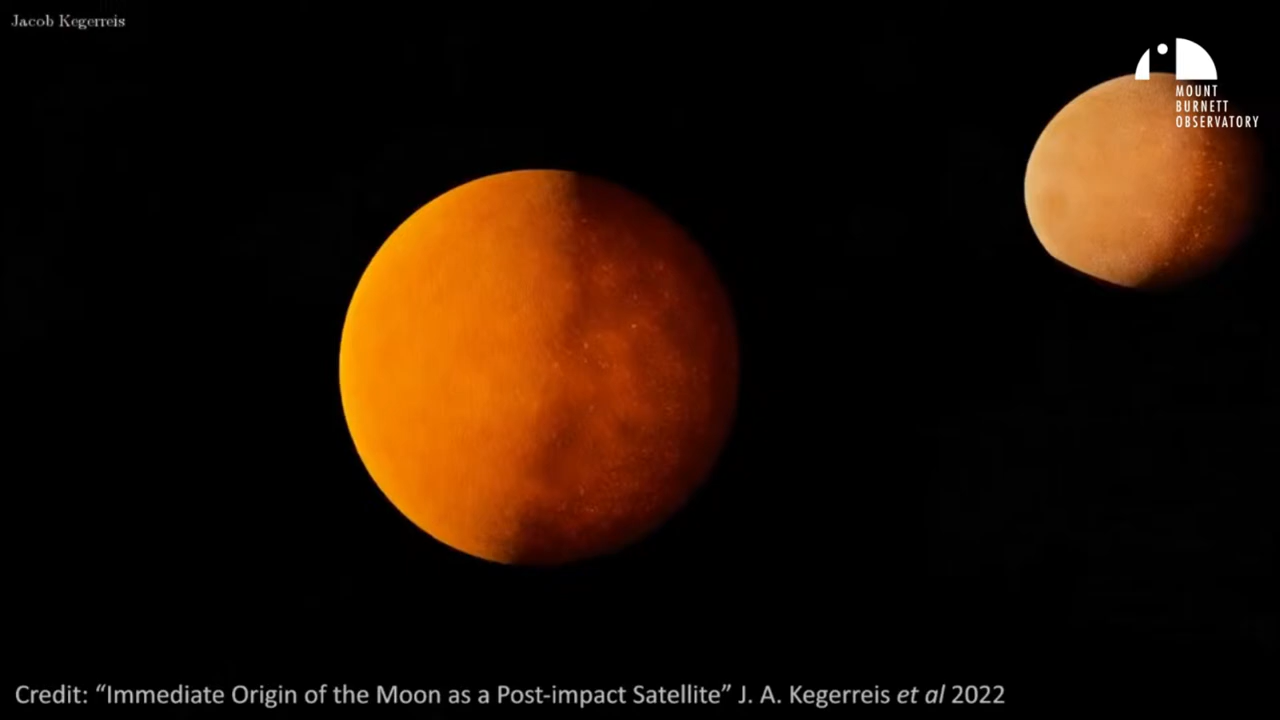 Jacob Kegerreis
MOUNT
BURNETT
OBSERVATORY
Credit: “Immediate Origin of the Moon as a Post-impact Satellite” J. A. Kegerreis et al 2022